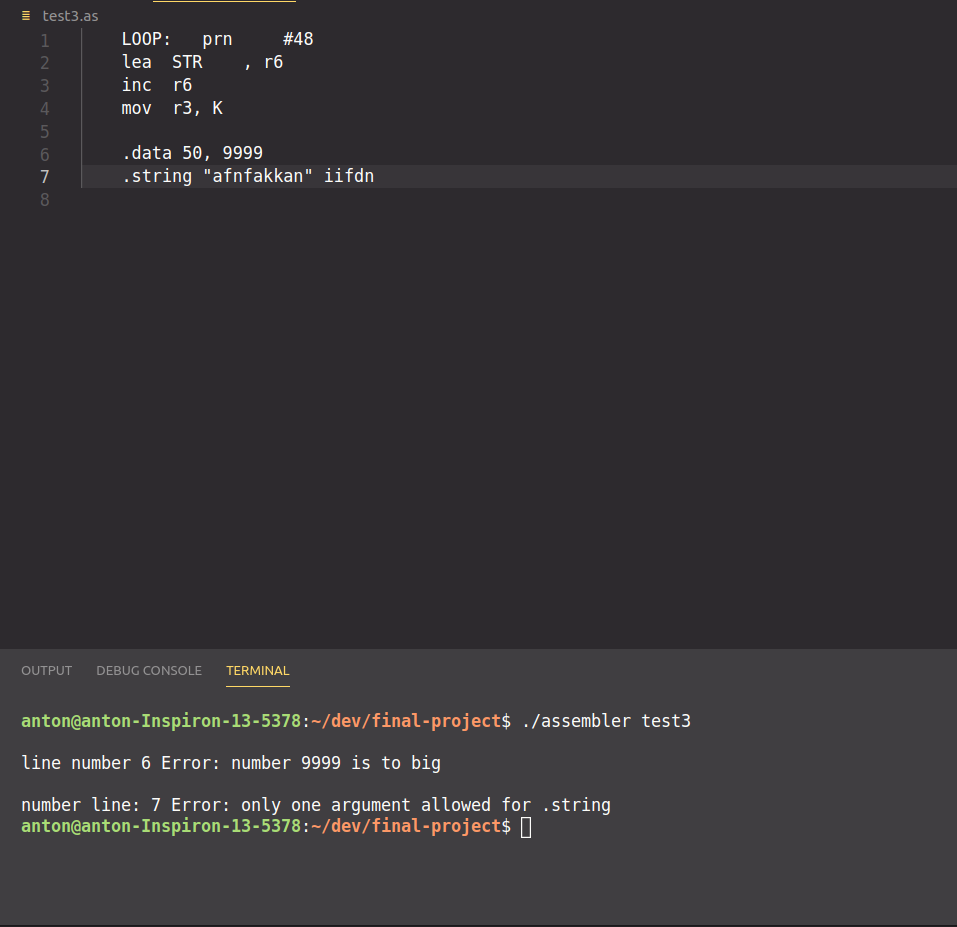 test3.as
1 LOOP:   prn     #48
2 lea  STR    , r6
3 inc  r6
4 mov  r3, K
5
6 .data 50, 9999
7 .string "afnfakkan" iifdn
8
OUTPUT DEBUG CONSOLE TERMINAL
anton@anton-Inspiron-13-5378:~/dev/final-project$ ./assembler test3
line number 6 Error: number 9999 is to big
number line: 7 Error: only one argument allowed for .string
anton@anton-Inspiron-13-5378:~/dev/final-project$